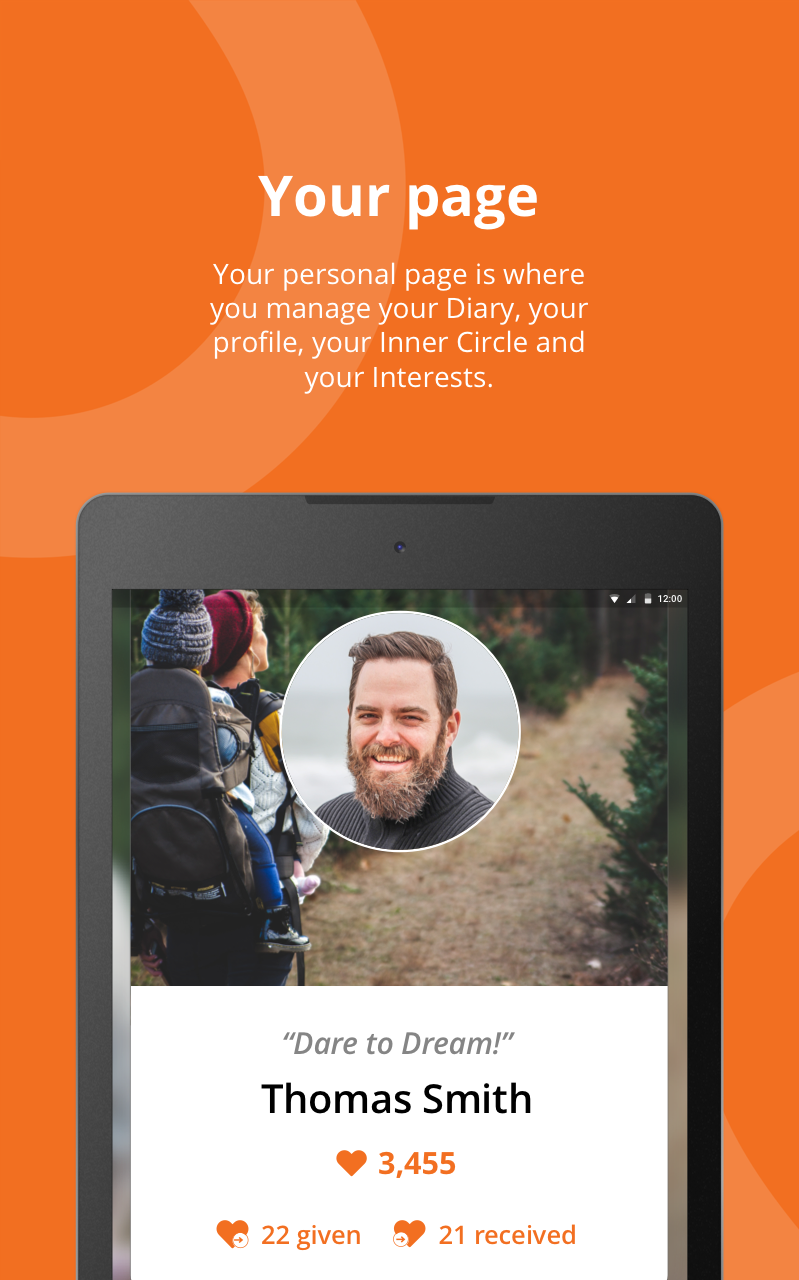 Your page
Your personal page is where
you manage your Diary, your
profile, your Inner Circle and
your Interests.
12:00
“Dare to Dream!”
Thomas Smith
3,455
22 given 21 received